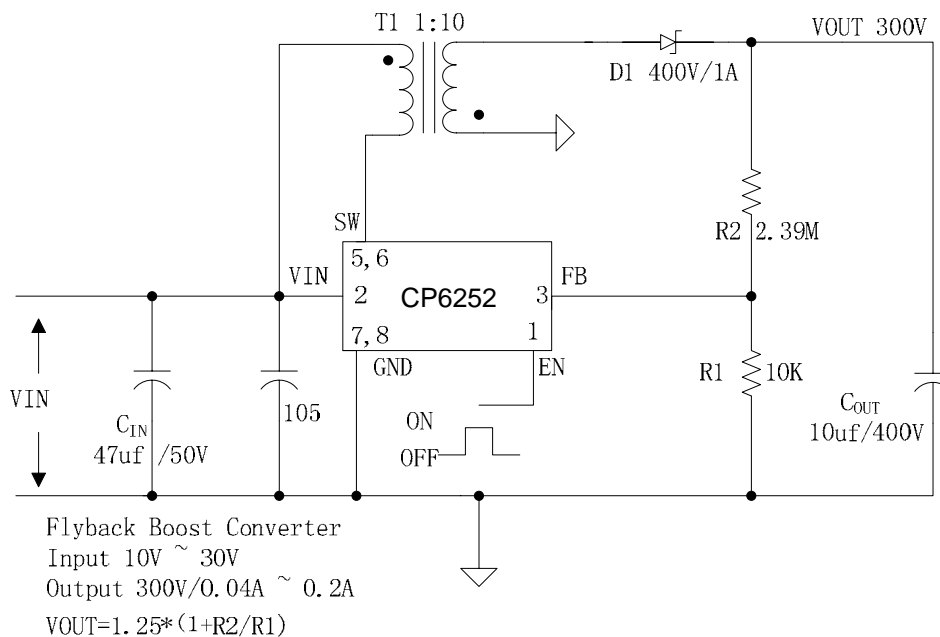 T1 1:10
VOUT 300V
D1 400V/1A
SW
R2 2.39M
5,6
VIN
FB
2
CP6252
3
7,8
1
GND
EN
R1
10K
VIN
105
ON
C_OUT
C_IN
10uf/400V
47uf /50V
OFF
Flyback Boost Converter
Input 10V ~ 30V
Output 300V/0.04A ~ 0.2A
VOUT=1.25*(1+R2/R1)